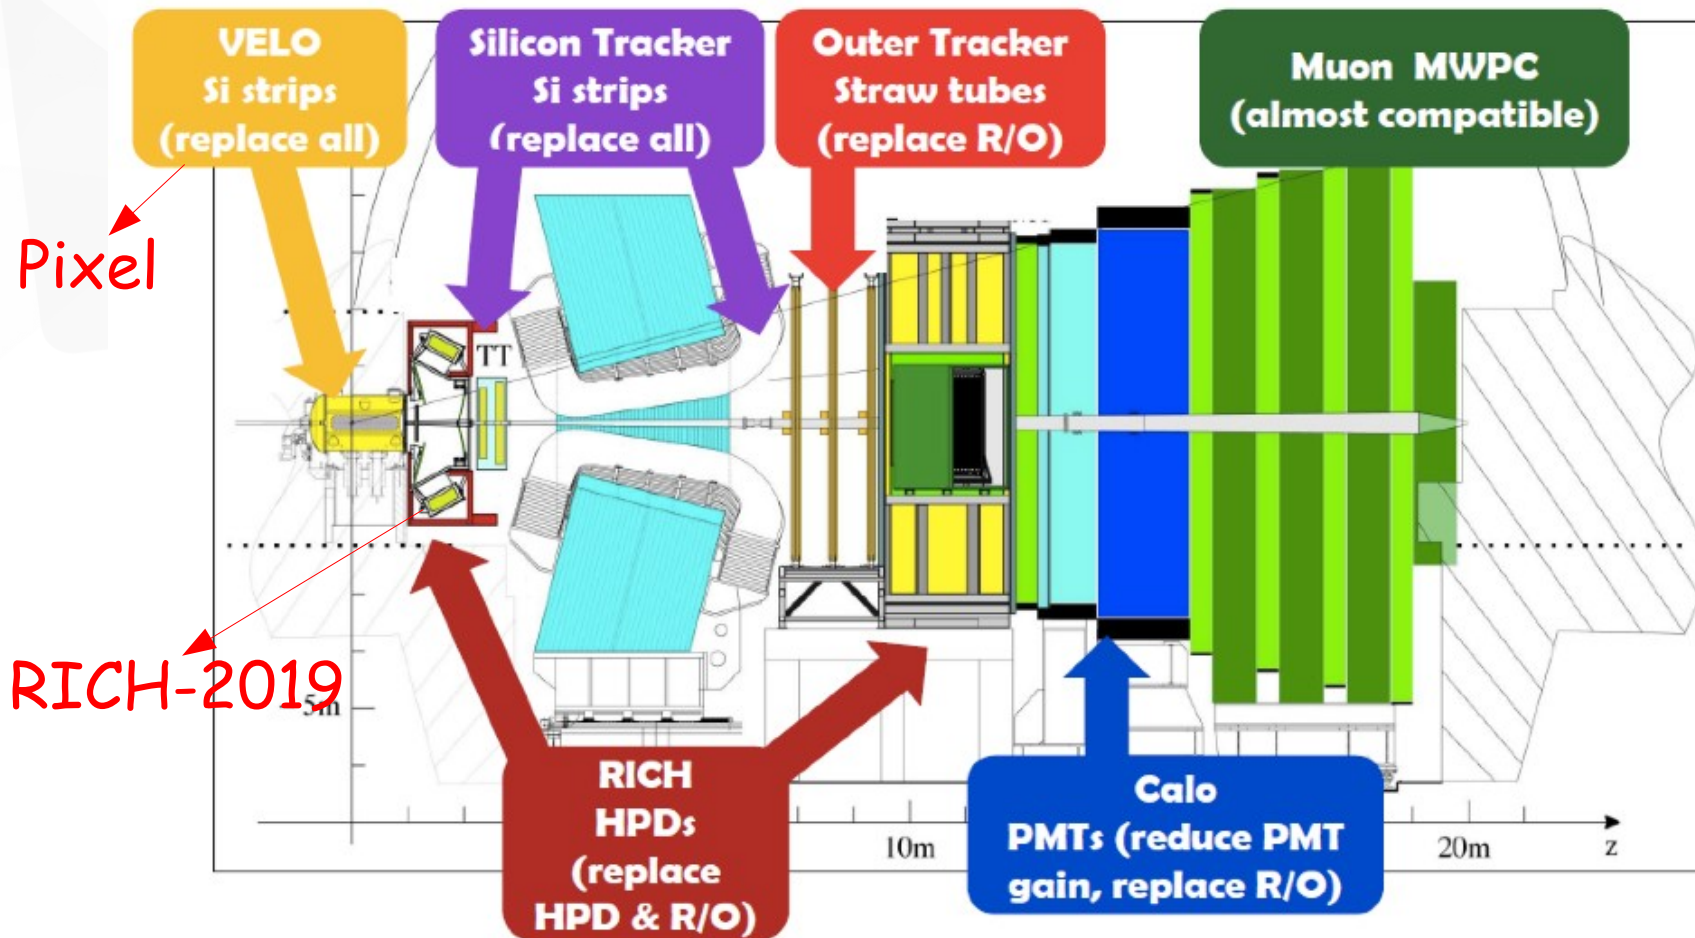 VELO
Si strips
(replace all)
Silicon Tracker
Si strips
(replace all)
Outer Tracker
Straw tubes
(replace R/O)
Muon MWPC
(almost compatible)
Pixel
TT
RICH-2019
5m
RICH
HPDs
(replace
HPD & R/O)
Calo
PMTs (reduce PMT
gain, replace R/O)
10m
20m
z